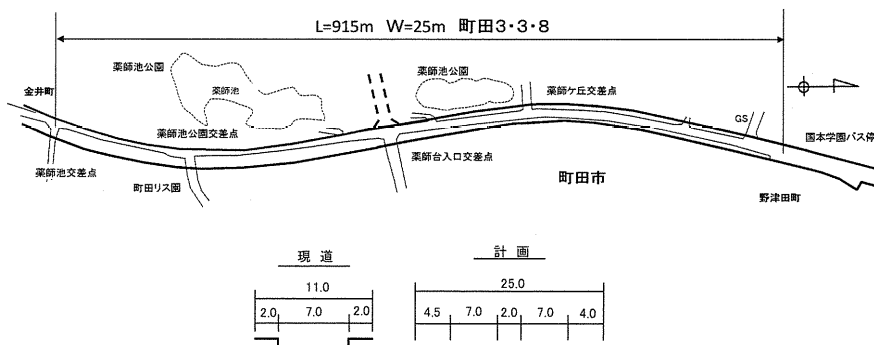 L=915m W=25m 町田3・3・8
薬師池公園
薬師池公園
金井町
薬師池
薬師ケ丘交差点
GS
薬師池公園交差点
国本学園バス停
薬師池交差点
薬師台入口交差点
町田リス園
町田市
野津田町
現道
計画
11.0
25.0
2.0 7.0 2.0
4.5 7.0 2.0 7.0 4.0